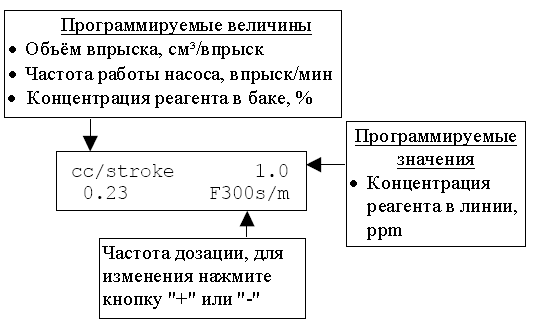 Программируемые величины
• Объём впрыска, см³/впрыск
• Частота работы насоса, впрыск/мин
• Концентрация реагента в баке, %
cc/stroke 1.0
0.23 F300s/m
Программируемые
значения
• Концентрация
реагента в линии,
ppm
Частота дозации, для
изменения нажмите
кнопку "+" или "-"